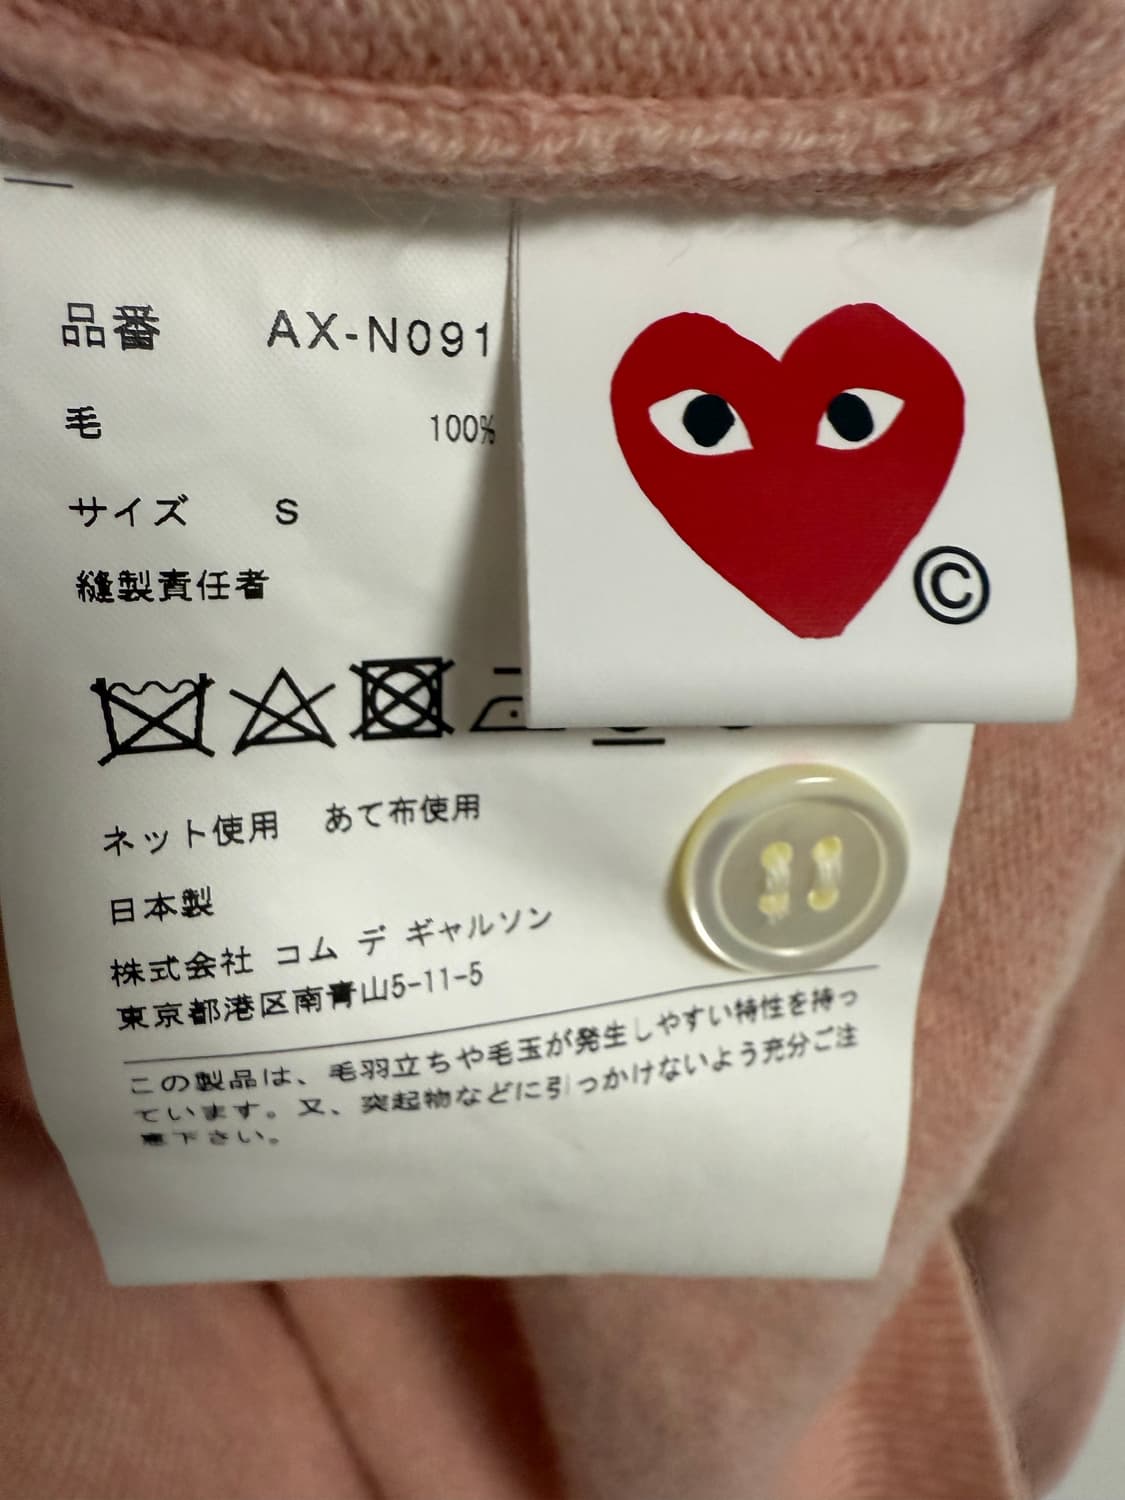 品番 AX-N091
毛 100%
サイズ S
縫製責任者
©
ネット使用 あて布使用
日本製
株式会社 コム デ ギャルソン
東京都港区南青山5-11-5
この製品は、毛羽立ちや毛玉が発生しやすい特性を持っ
ています。又、突起物などに引っかけないよう充分ご注
意下さい。